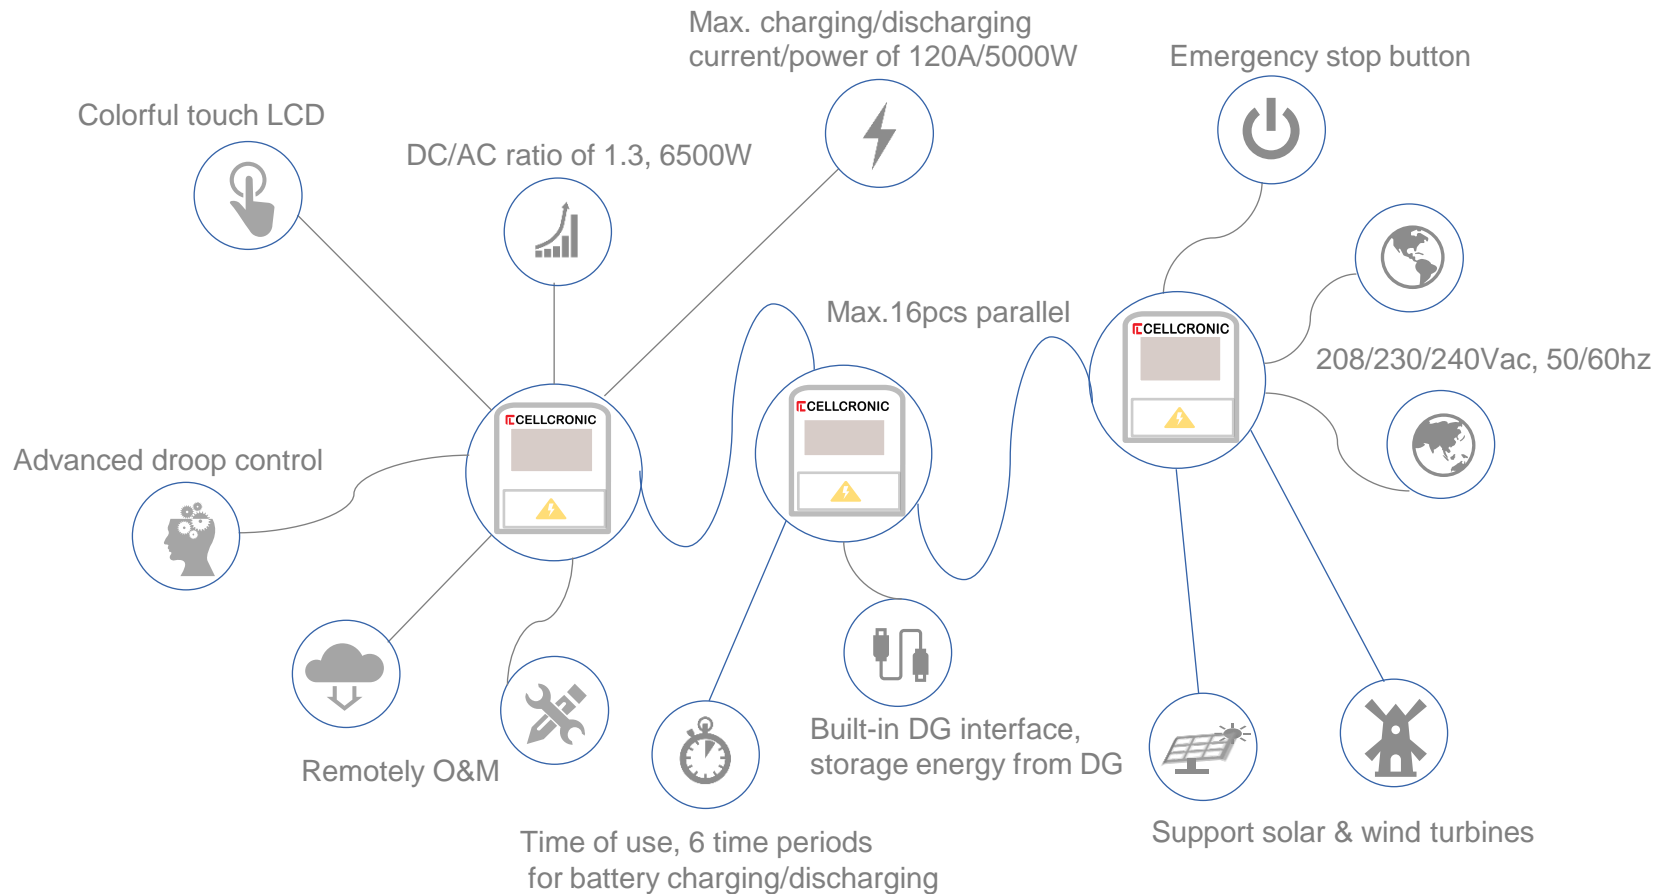 Max. charging/discharging
current/power of 120A/5000W
Emergency stop button
Colorful touch LCD
DC/AC ratio of 1.3, 6500W
Max.16pcs parallel
CELLCRONIC
208/230/240Vac, 50/60hz
CELLCRONIC
CELLCRONIC
Advanced droop control
Built-in DG interface,
storage energy from DG
Remotely O&M
Support solar & wind turbines
Time of use, 6 time periods
for battery charging/discharging